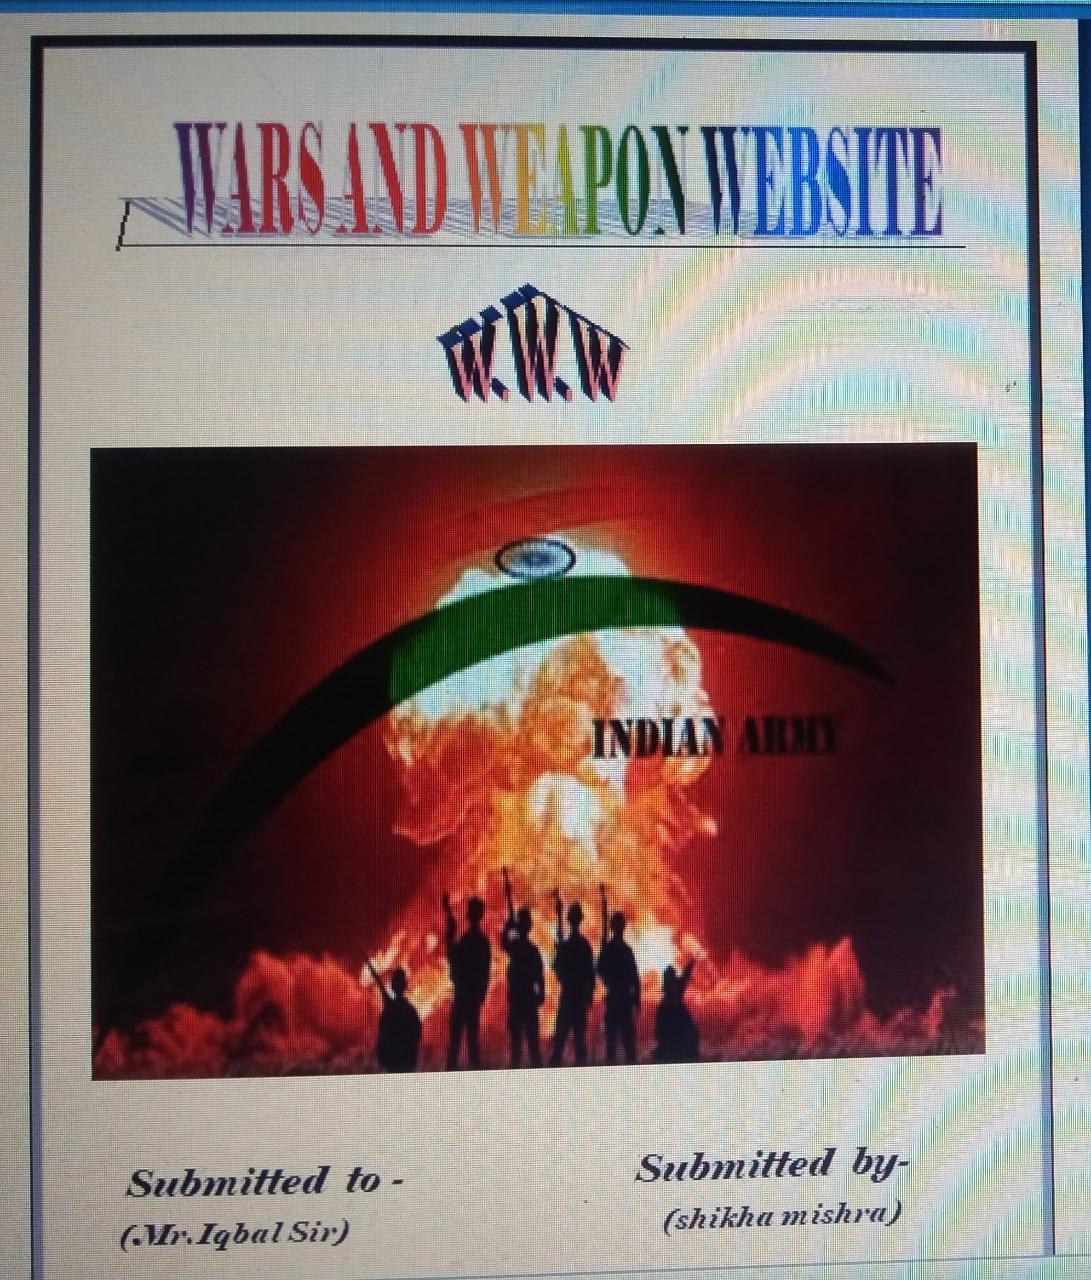 WARS AND WEAPON WEBSITE
W.W.W
INDIAN ARMY
Submitted to -
Submitted by-
(Mr.Iqbal Sir)
(shikha mishra)